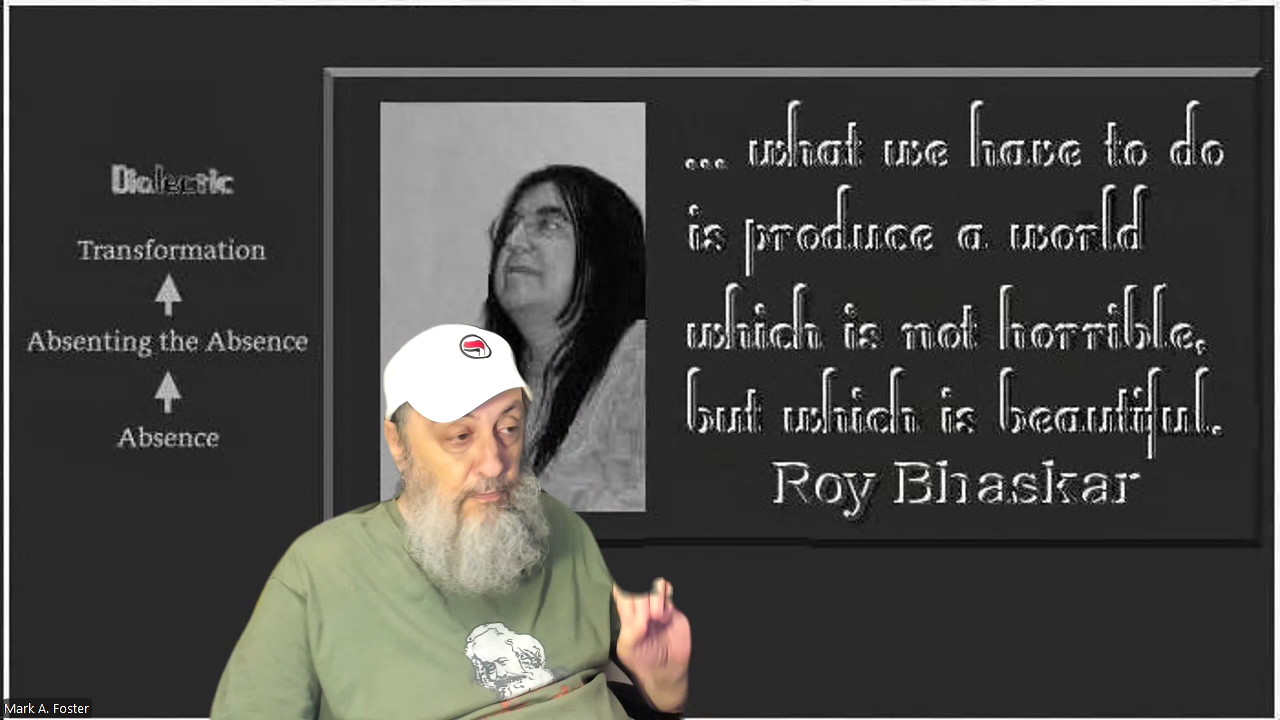 Dialectic
Transformation
Absenting the Absence
Absence
... what we have to do
is produce a world
which is not horrible,
but which is beautiful.
Roy Bhaskar
Mark A. Foster